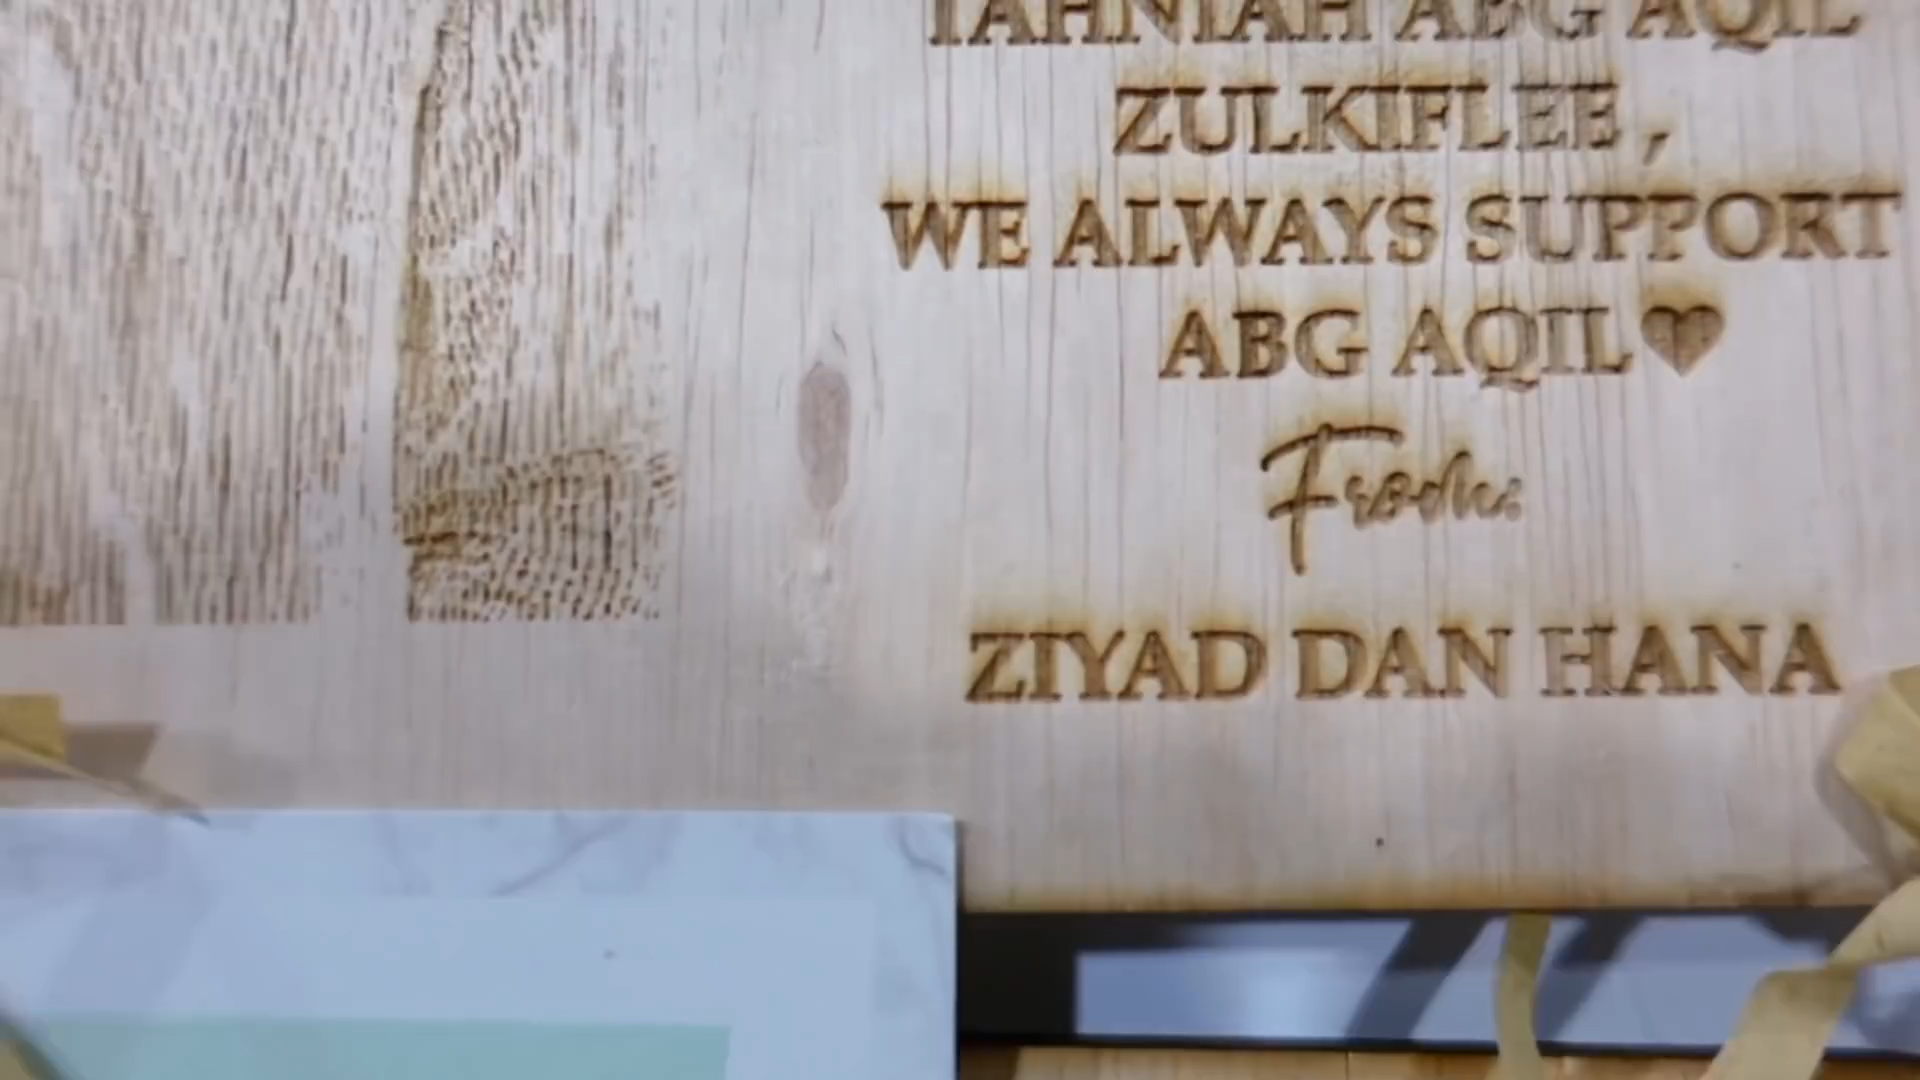 TAHNIAH ABG AQIL
ZULKIFLEE ,
WE ALWAYS SUPPORT
ABG AQIL♥
From:
ZIYAD DAN HANA